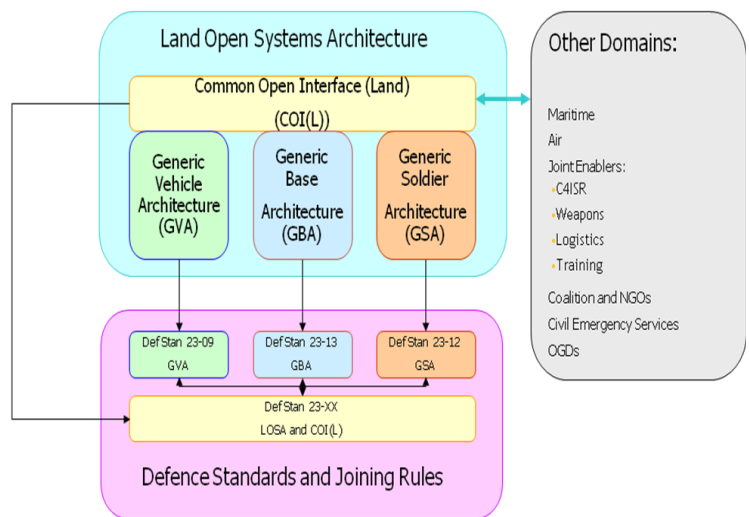 Land Open Systems Architecture
Common Open Interface (Land)
(COI(L))
Generic
Vehicle
Architecture
(GVA)
Generic
Base
Architecture
(GBA)
Generic
Soldier
Architecture
(GSA)
Other Domains:
Maritime
Air
Joint Enablers:
•C4ISR
•Weapons
•Logistics
•Training
Coalition and NGOs
Civil Emergency Services
OGDs
Def Stan 23-09
GVA
Def Stan 23-13
GBA
Def Stan 23-12
GSA
Def Stan 23-XX
LOSA and COI(L)
Defence Standards and Joining Rules